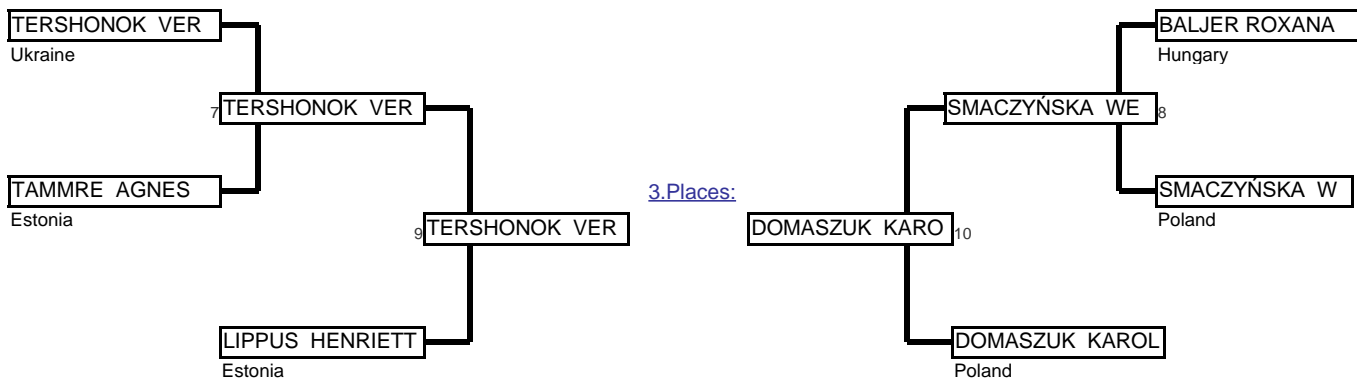 TERSHONOK VER
BALJER ROXANA
Ukraine
Hungary
7 TERSHONOK VER
SMACZYŃSKA WE 8
TAMMRE AGNES
3.Places:
SMACZYŃSKA W
Estonia
Poland
9 TERSHONOK VER
DOMASZUK KARO 10
LIPPUS HENRIETT
DOMASZUK KAROL
Estonia
Poland